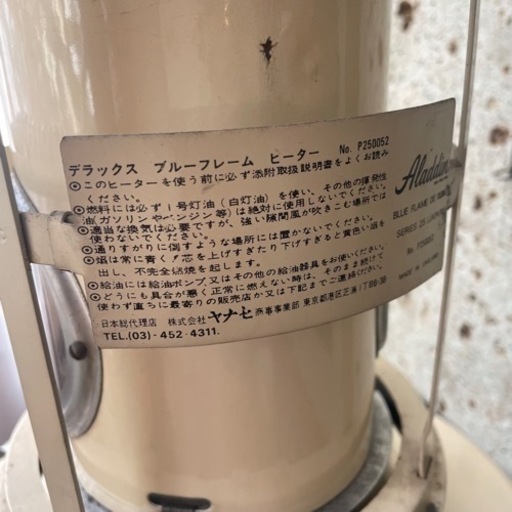 デラックス ブルーフレーム ヒーター No. P250052
●このヒーターを使う前に必ず添附取扱説明書をよくお読み
ください。
●燃料には必ず1号灯油(白灯油)を使い、その他の揮発性
油(ガソリンやベンジン等)は絶対に使用しないでください。
●適当な換気は必要ですが、強い隙間風が吹きこむ場所では
使わないでください。
●通りすがりに倒すような場所には置かないでください。
●焰は常に青く!芯を上げすぎたり下げすぎると黄色い焰を
出し、不完全燃焼を起します。
●給油には給油ポンプ、又はその他の給油器具をお使いください。
●どうにも具合が悪く正常に燃えない時は、そのまま続けて
使わず直ちに最寄りの販売店か又は下記までご連絡ください。
日本総代理店 株式会社ヤナセ 商事事業部 東京都港区芝浦1丁目6-38
TEL.(03)-452-4311.
Aladdin
BLUE FLAME DE
SERIES 25
No. P250052
MADE IN